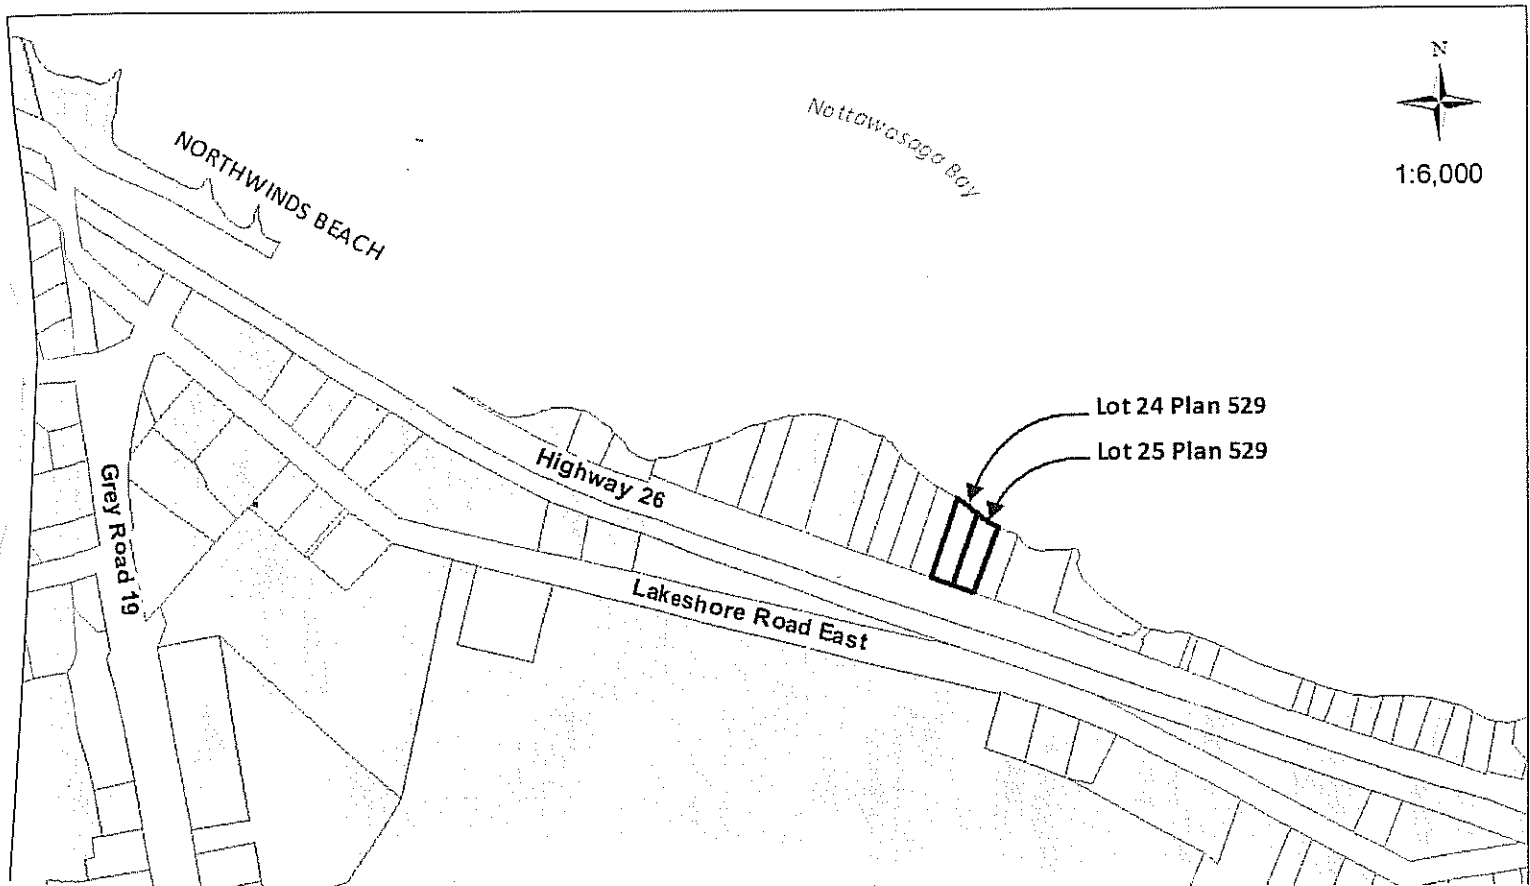 N
1:6,000
Nottawasaga Bay
NORTHWINDS BEACH
Lot 24 Plan 529
Lot 25 Plan 529
Highway 26
Grey Road 19
Lakeshore Road East